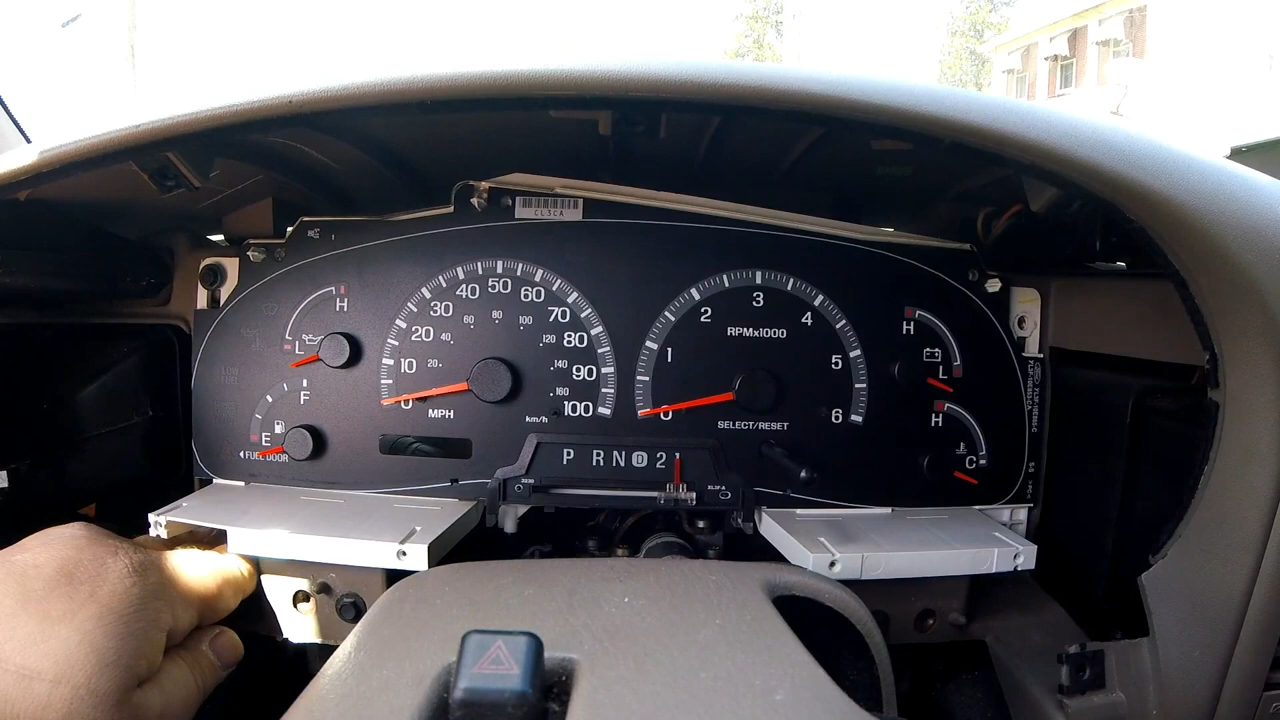 CL3CA
H
L
50
40
60
30
70
60
80
100
20
40
120
80
10
20
140
90
160
0
MPH
km/h
100
F
E
FUEL DOOR
LOW
FUEL
3
2
4
RPMx1000
1
5
0
6
SELECT/RESET
H
L
H
C
P R N D 2 1
3230
XL3F-A